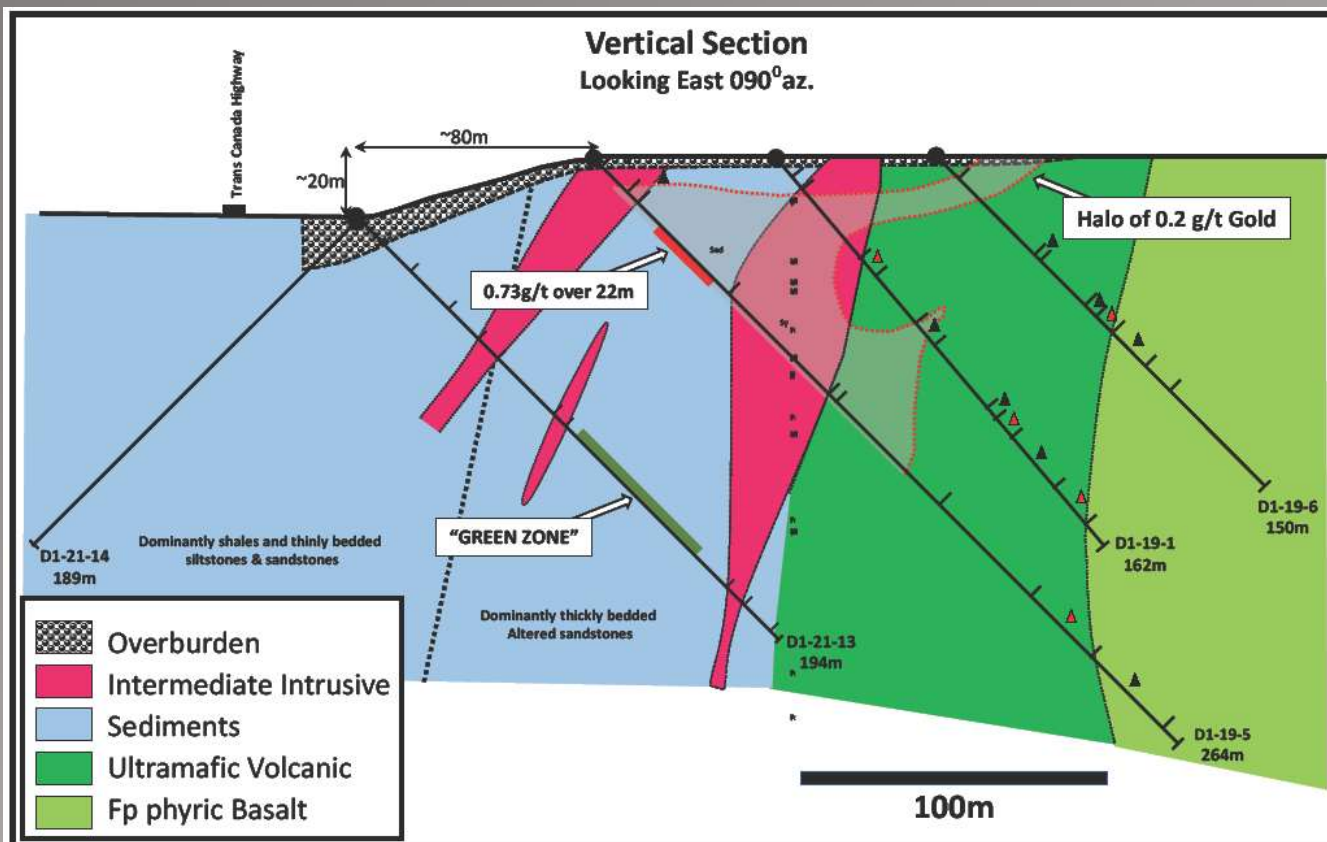 Vertical Section
Looking East 090⁰az.
Trans Canada Highway
~80m
~20m
Halo of 0.2 g/t Gold
0.73g/t over 22m
Sed
"GREEN ZONE"
D1-21-14
189m
Dominantly shales and thinly bedded
siltstones & sandstones
Dominantly thickly bedded
Altered sandstones
D1-21-13
194m
D1-19-6
150m
D1-19-1
162m
D1-19-5
264m
Overburden
Intermediate Intrusive
Sediments
Ultramafic Volcanic
Fp phyric Basalt
100m